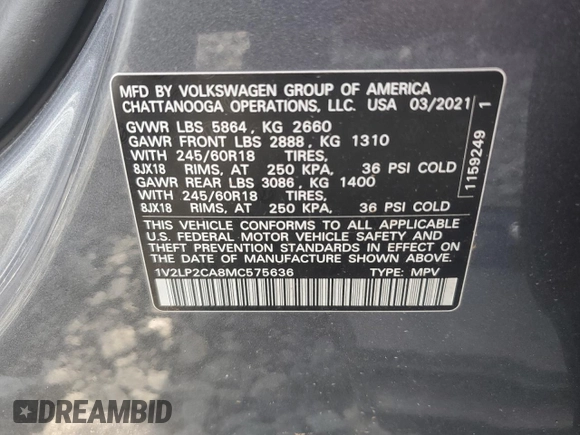 MFD BY VOLKSWAGEN GROUP OF AMERICA
CHATTANOOGA OPERATIONS, LLC. USA 03/2021
GVWR LBS 5864, KG 2660
GAWR FRONT LBS 2888, KG 1310
WITH 245/60R18 TIRES,
8JX18 RIMS, AT 250 KPA, 36 PSI COLD
GAWR REAR LBS 3086, KG 1400
WITH 245/60R18 TIRES,
8JX18 RIMS, AT 250 KPA, 36 PSI COLD
THIS VEHICLE CONFORMS TO ALL APPLICABLE
U.S. FEDERAL MOTOR VEHICLE SAFETY AND
THEFT PREVENTION STANDARDS IN EFFECT ON
THE DATE OF MANUFACTURE SHOWN ABOVE.
1V2LP2CA8MC575636 TYPE: MPV
1159249 1
DREAMBID